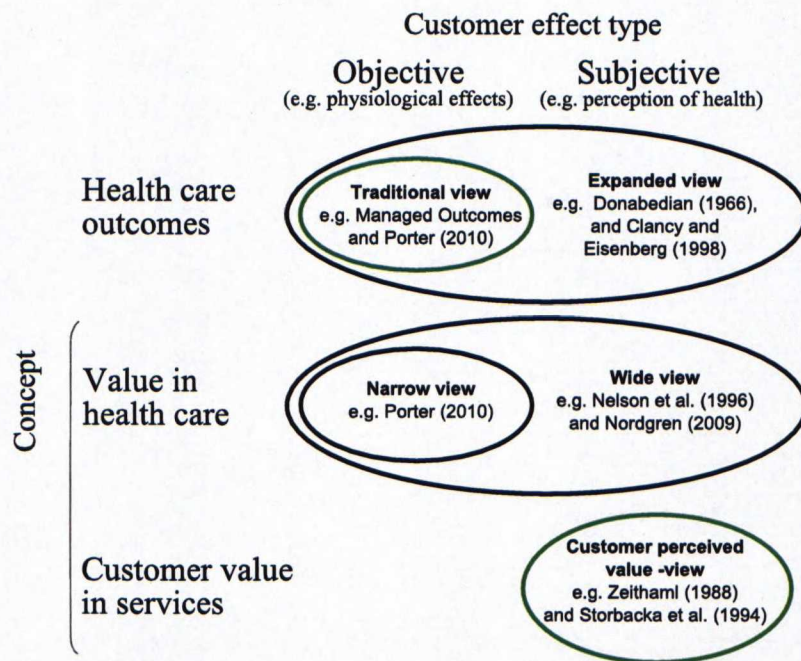 Customer effect type
Objective
(e.g. physiological effects)
Subjective
(e.g. perception of health)
Health care
outcomes
Traditional view
e.g. Managed Outcomes
and Porter (2010)
Expanded view
e.g. Donabedian (1966),
and Clancy and
Eisenberg (1998)
Concept
Value in
health care
Narrow view
e.g. Porter (2010)
Wide view
e.g. Nelson et al. (1996)
and Nordgren (2009)
Customer value
in services
Customer perceived
value -view
e.g. Zeithaml (1988)
and Storbacka et al. (1994)